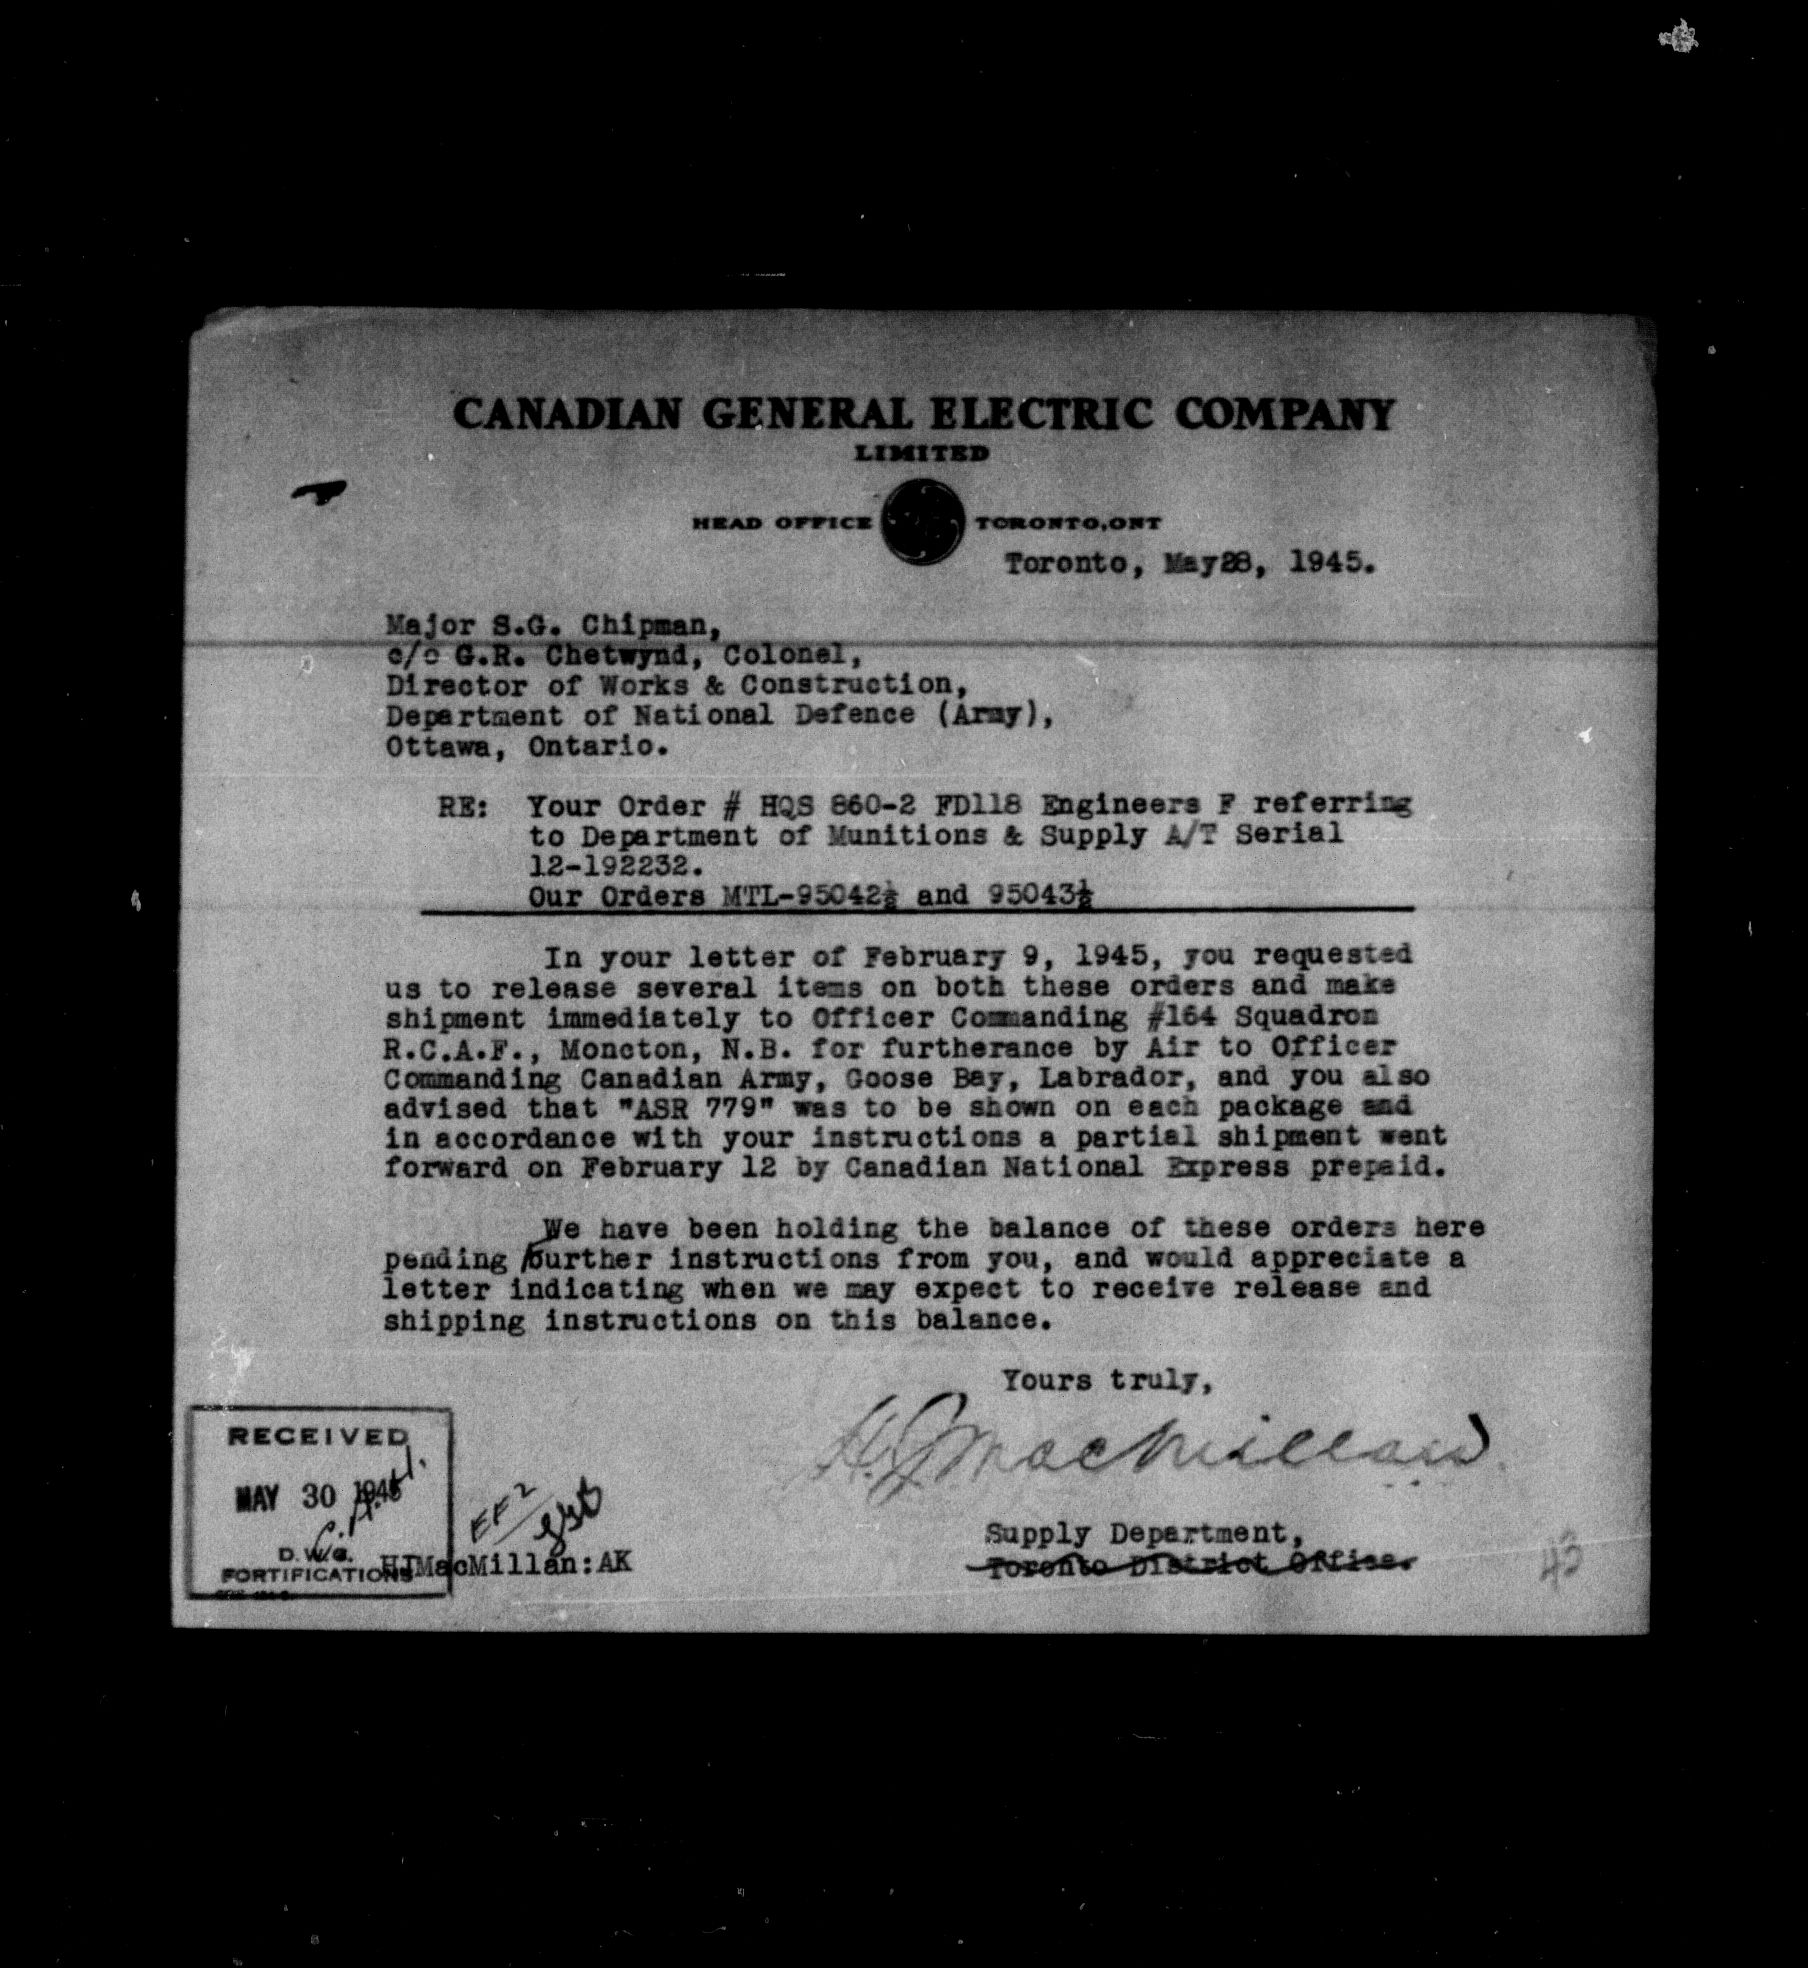 CANADIAN GENERAL ELECTRIC COMPANY
LIMITED
HEAD OFFICE TORONTO, ONT
Toronto, May28, 1945.
Major S.G. Chipman,
c/o G.R. Chetwynd, Colonel,
Director of Works & Construction,
Department of National Defence (Army),
Ottawa, Ontario.
RE: Your Order # HQS 860-2 FD118 Engineers F referring
to Department of Munitions & Supply A/T Serial
12-192232.
Our Orders MTL-95042½ and 95043½
In your letter of February 9, 1945, you requested
us to release several items on both these orders and make
shipment immediately to Officer Commanding #164 Squadron
R.C.A.F., Moncton, N.B. for furtherance by Air to Officer
Commanding Canadian Army, Goose Bay, Labrador, and you also
advised that "ASR 779" was to be shown on each package and
in accordance with your instructions a partial shipment went
forward on February 12 by Canadian National Express prepaid.
We have been holding the balance of these orders here
pending further instructions from you, and would appreciate a
letter indicating when we may expect to receive release and
shipping instructions on this balance.
Yours truly,
H.J. MacMillan
Supply Department,
Toronto District Office.
RECEIVED
MAY 30 1945
D.W.C.
FORTIFICATIONS
EF2
HJMacMillan:AK
43